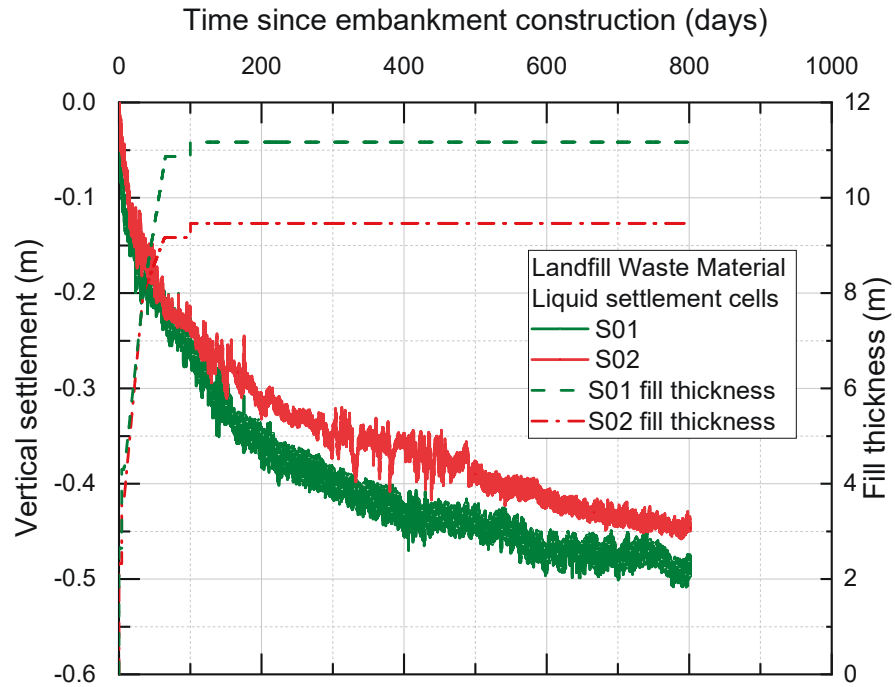 Time since embankment construction (days)
0 200 400 600 800 1000
0.0 12
-0.1 10
-0.2 8
-0.3 6
-0.4 4
-0.5 2
-0.6 0
Vertical settlement (m)
Fill thickness (m)
Landfill Waste Material
Liquid settlement cells
S01
S02
S01 fill thickness
S02 fill thickness